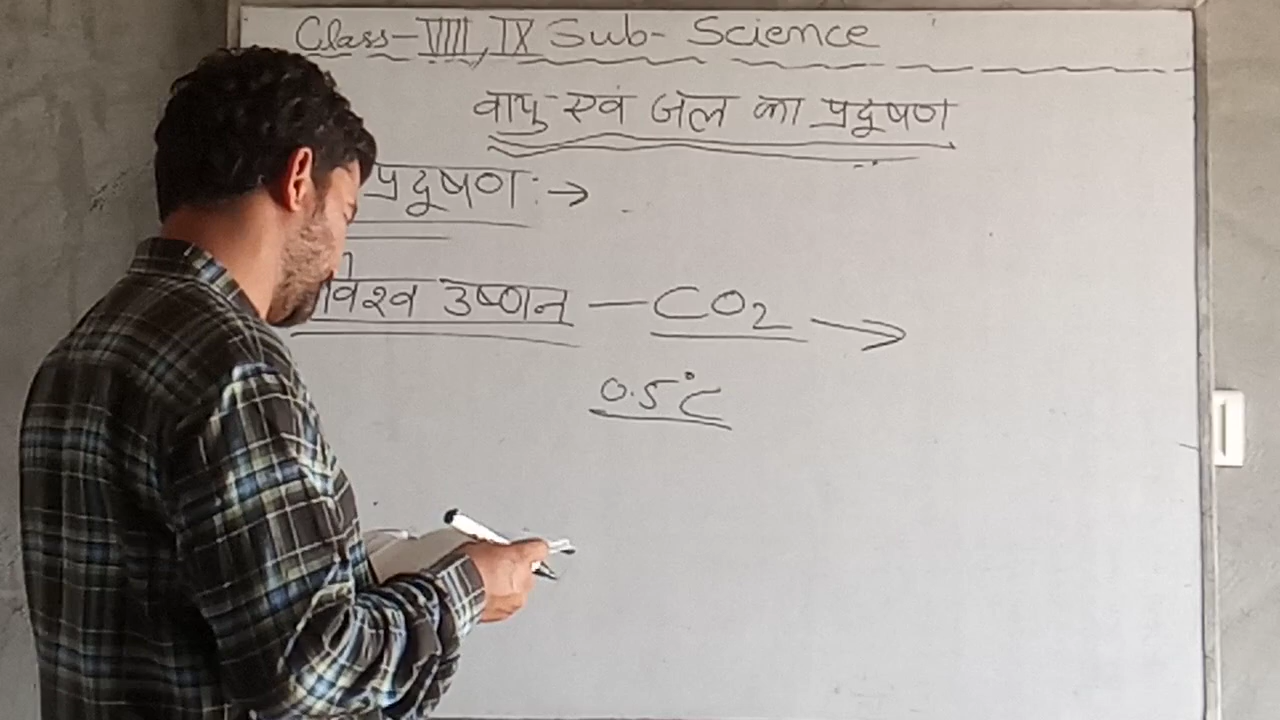 Class-VIII, IX Sub- Science
वायु एवं जल का प्रदूषण
प्रदूषण :→
विश्व उष्णन — CO2 →
0.5°C